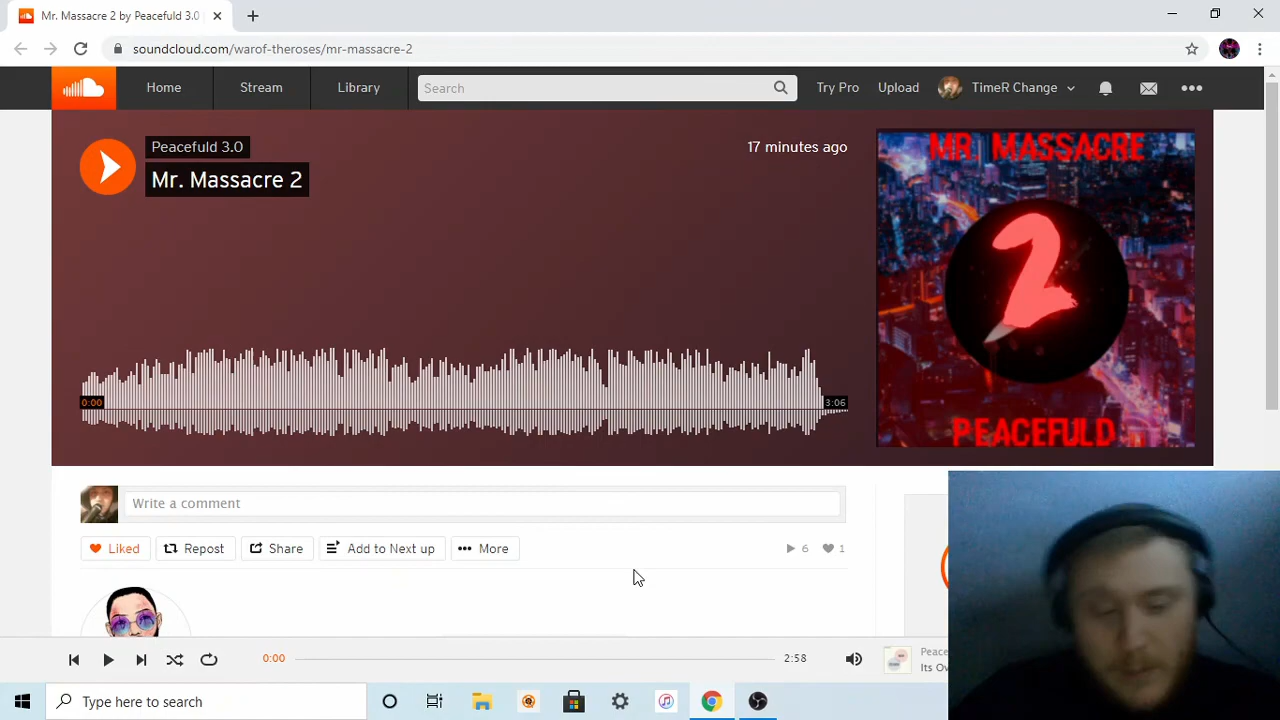 Mr. Massacre 2 by Peacefuld 3.0
soundcloud.com/warof-theroses/mr-massacre-2
Home
Stream
Library
Search
Try Pro
Upload
TimeR Change
Peacefuld 3.0
17 minutes ago
Mr. Massacre 2
MR. MASSACRE
2
PEACEFULD
0:00
3:06
Write a comment
Liked
Repost
Share
Add to Next up
More
6
1
0:00
2:58
Peace
Its Ov
Type here to search